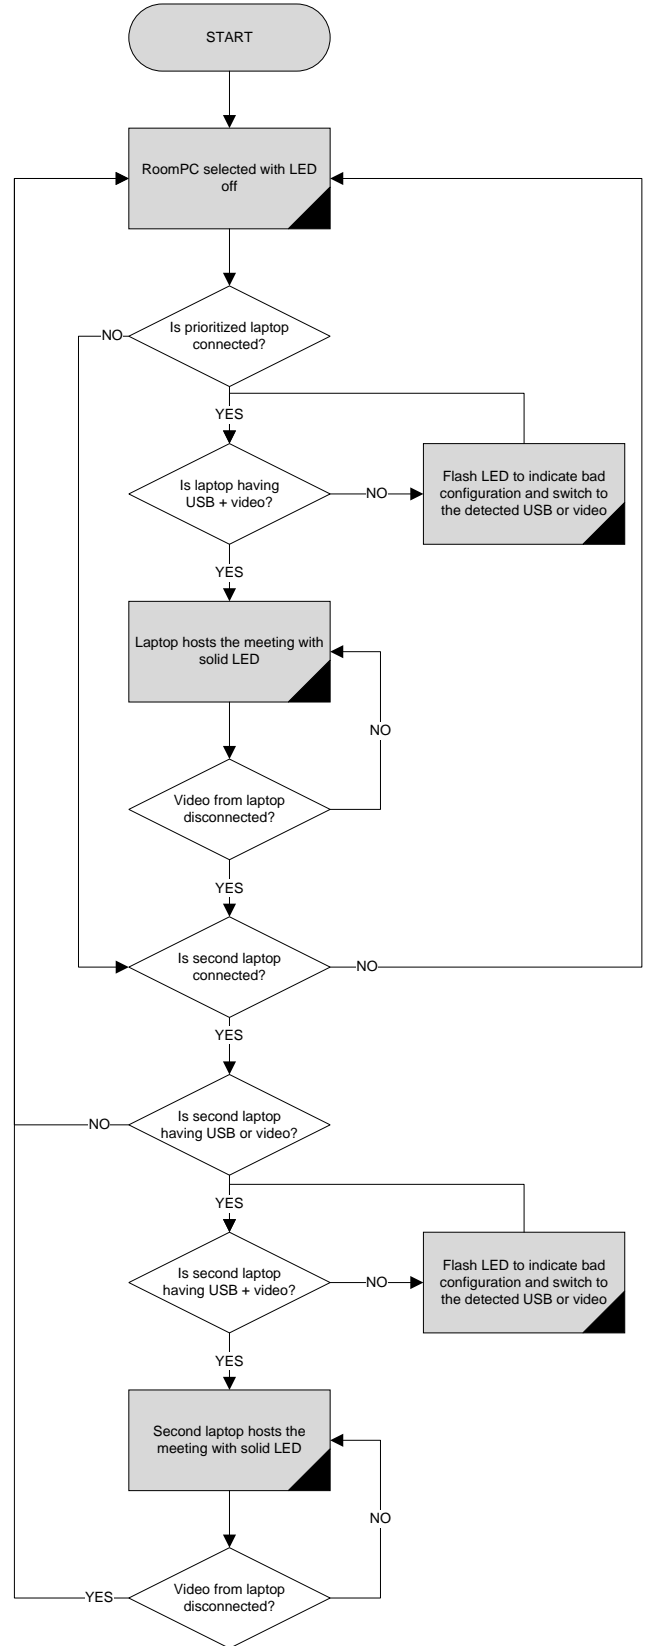 START
RoomPC selected with LED
off
Is prioritized laptop
connected?
NO
YES
Is laptop having
USB + video?
NO
Flash LED to indicate bad
configuration and switch to
the detected USB or video
YES
Laptop hosts the meeting with
solid LED
NO
Video from laptop
disconnected?
YES
Is second laptop
connected?
NO
YES
Is second laptop
having USB or video?
NO
YES
Is second laptop
having USB + video?
NO
Flash LED to indicate bad
configuration and switch to
the detected USB or video
YES
Second laptop hosts the
meeting with solid LED
NO
Video from laptop
disconnected?
YES